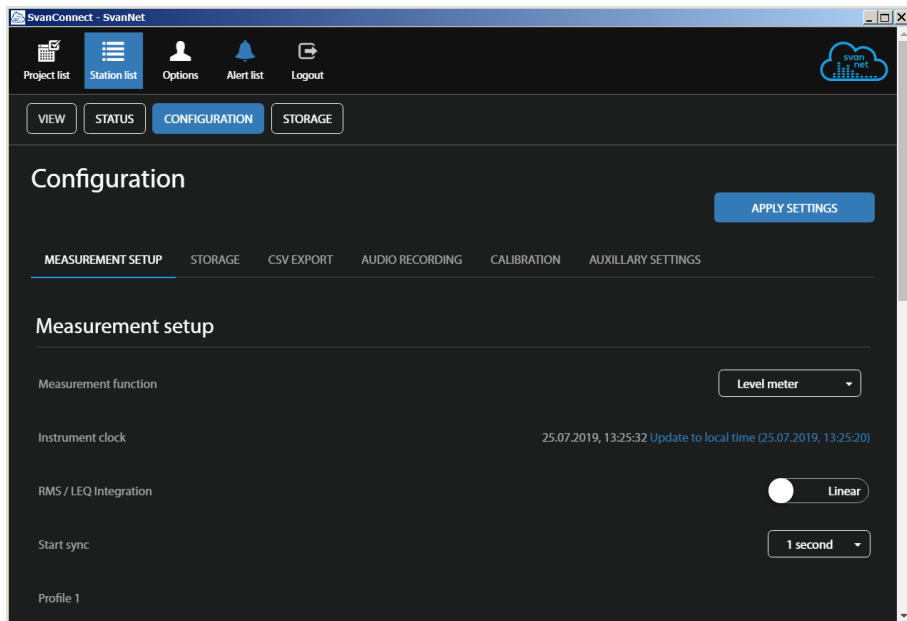 SvanConnect - SvanNet
Project list Station list Options Alert list Logout
svan
net
VIEW STATUS CONFIGURATION STORAGE
Configuration
APPLY SETTINGS
MEASUREMENT SETUP STORAGE CSV EXPORT AUDIO RECORDING CALIBRATION AUXILLARY SETTINGS
Measurement setup
Measurement function Level meter
Instrument clock 25.07.2019, 13:25:32 Update to local time (25.07.2019, 13:25:20)
RMS / LEQ Integration Linear
Start sync 1 second
Profile 1